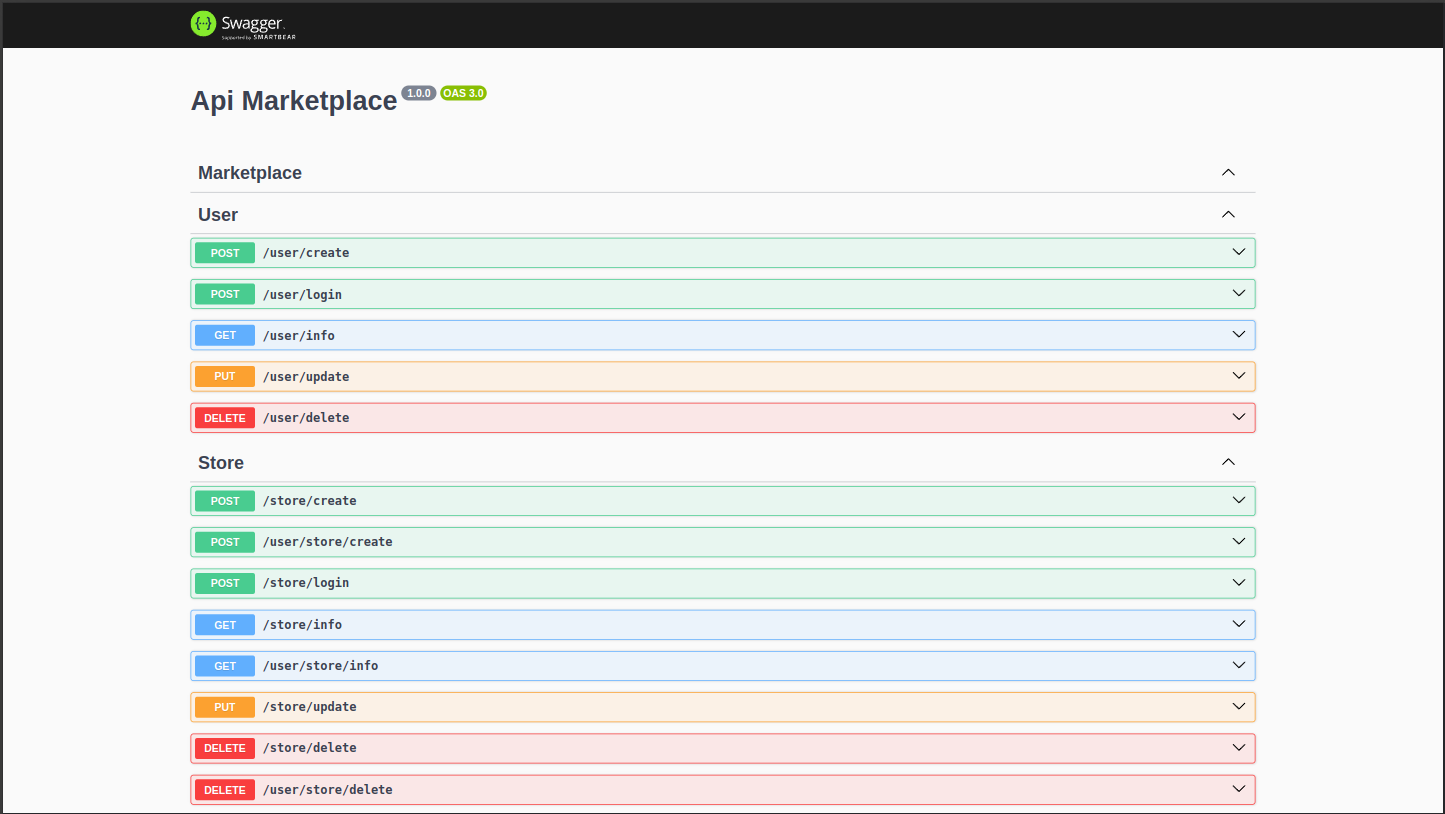 Swagger.
Supported by SMARTBEAR
Api Marketplace 1.0.0 OAS 3.0
Marketplace
User
POST /user/create
POST /user/login
GET /user/info
PUT /user/update
DELETE /user/delete
Store
POST /store/create
POST /user/store/create
POST /store/login
GET /store/info
GET /user/store/info
PUT /store/update
DELETE /store/delete
DELETE /user/store/delete